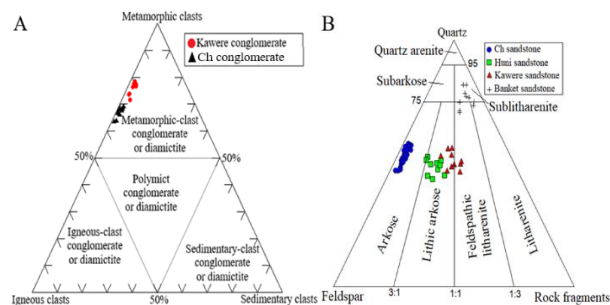 A
Metamorphic clasts
Kawere conglomerate
Ch conglomerate
Metamorphic-clast
conglomerate
or diamictite
50%
50%
Polymict
conglomerate
or diamictite
Igneous-clast
conglomerate
or diamictite
Sedimentary-clast
conglomerate
or diamictite
Igneous clasts
50%
Sedimentary clasts
B
Quartz
Quartz arenite
95
Subarkose
75
Sublitharenite
Ch sandstone
Huni sandstone
Kawere sandstone
Banket sandstone
Arkose
Lithic arkose
Feldspathic
litharenite
Litharenite
Feldspar
3:1
1:1
1:3
Rock fragments